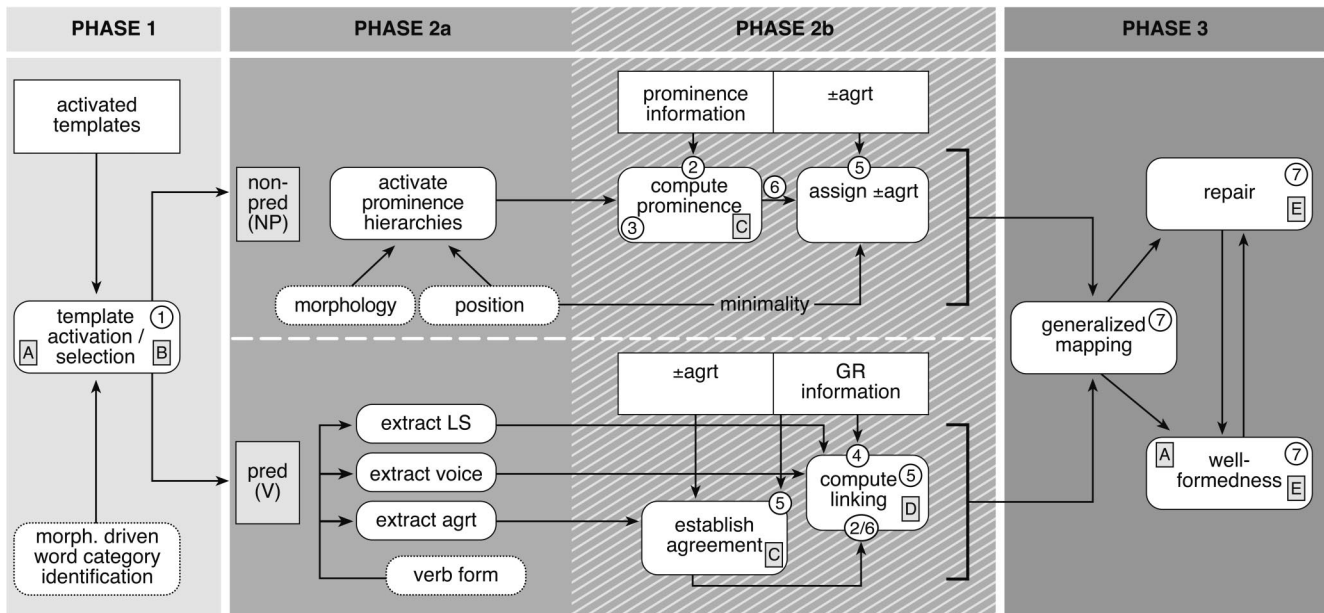 PHASE 1
PHASE 2a
PHASE 2b
PHASE 3
activated
templates
template
activation /
selection
1
A
B
morph. driven
word category
identification
non-
pred
(NP)
activate
prominence
hierarchies
morphology
position
minimality
prominence
information
±agrt
2
compute
prominence
3
C
6
5
assign ±agrt
pred
(V)
extract LS
extract voice
extract agrt
verb form
±agrt
GR
information
5
establish
agreement
C
4
5
compute
linking
D
2/6
generalized
mapping
7
7
repair
E
A
7
well-
formedness
E